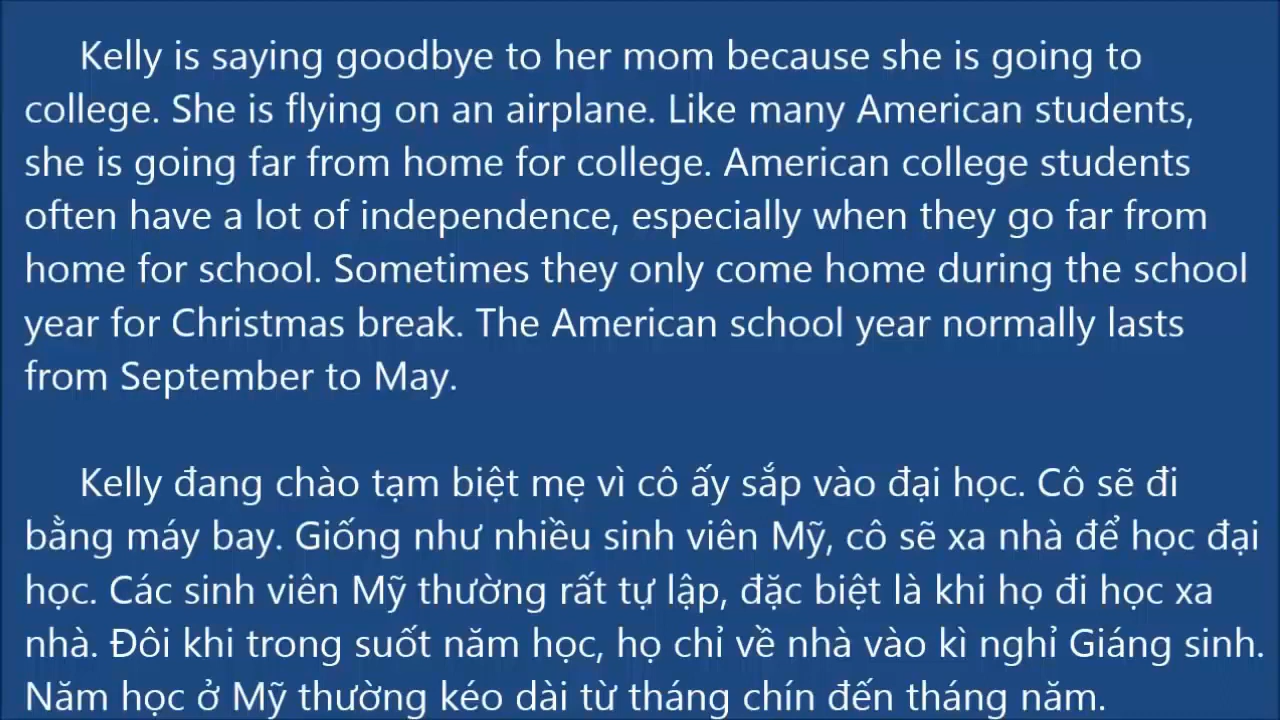 Kelly is saying goodbye to her mom because she is going to
college. She is flying on an airplane. Like many American students,
she is going far from home for college. American college students
often have a lot of independence, especially when they go far from
home for school. Sometimes they only come home during the school
year for Christmas break. The American school year normally lasts
from September to May.
Kelly đang chào tạm biệt mẹ vì cô ấy sắp vào đại học. Cô sẽ đi
bằng máy bay. Giống như nhiều sinh viên Mỹ, cô sẽ xa nhà để học đại
học. Các sinh viên Mỹ thường rất tự lập, đặc biệt là khi họ đi học xa
nhà. Đôi khi trong suốt năm học, họ chỉ về nhà vào kì nghỉ Giáng sinh.
Năm học ở Mỹ thường kéo dài từ tháng chín đến tháng năm.